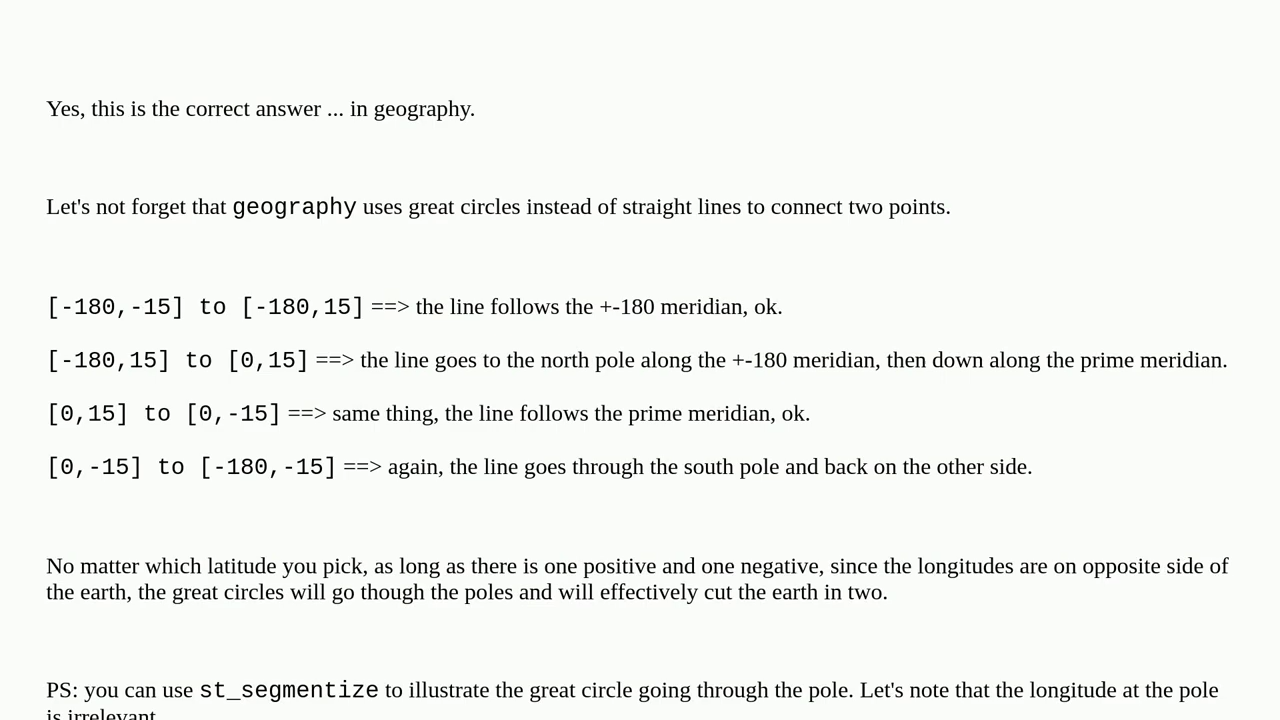 Yes, this is the correct answer ... in geography.
Let's not forget that geography uses great circles instead of straight lines to connect two points.
[-180,-15] to [-180,15] ==> the line follows the +-180 meridian, ok.
[-180,15] to [0,15] ==> the line goes to the north pole along the +-180 meridian, then down along the prime meridian.
[0,15] to [0,-15] ==> same thing, the line follows the prime meridian, ok.
[0,-15] to [-180,-15] ==> again, the line goes through the south pole and back on the other side.
No matter which latitude you pick, as long as there is one positive and one negative, since the longitudes are on opposite side of
the earth, the great circles will go though the poles and will effectively cut the earth in two.
PS: you can use st_segmentize to illustrate the great circle going through the pole. Let's note that the longitude at the pole
is irrelevant